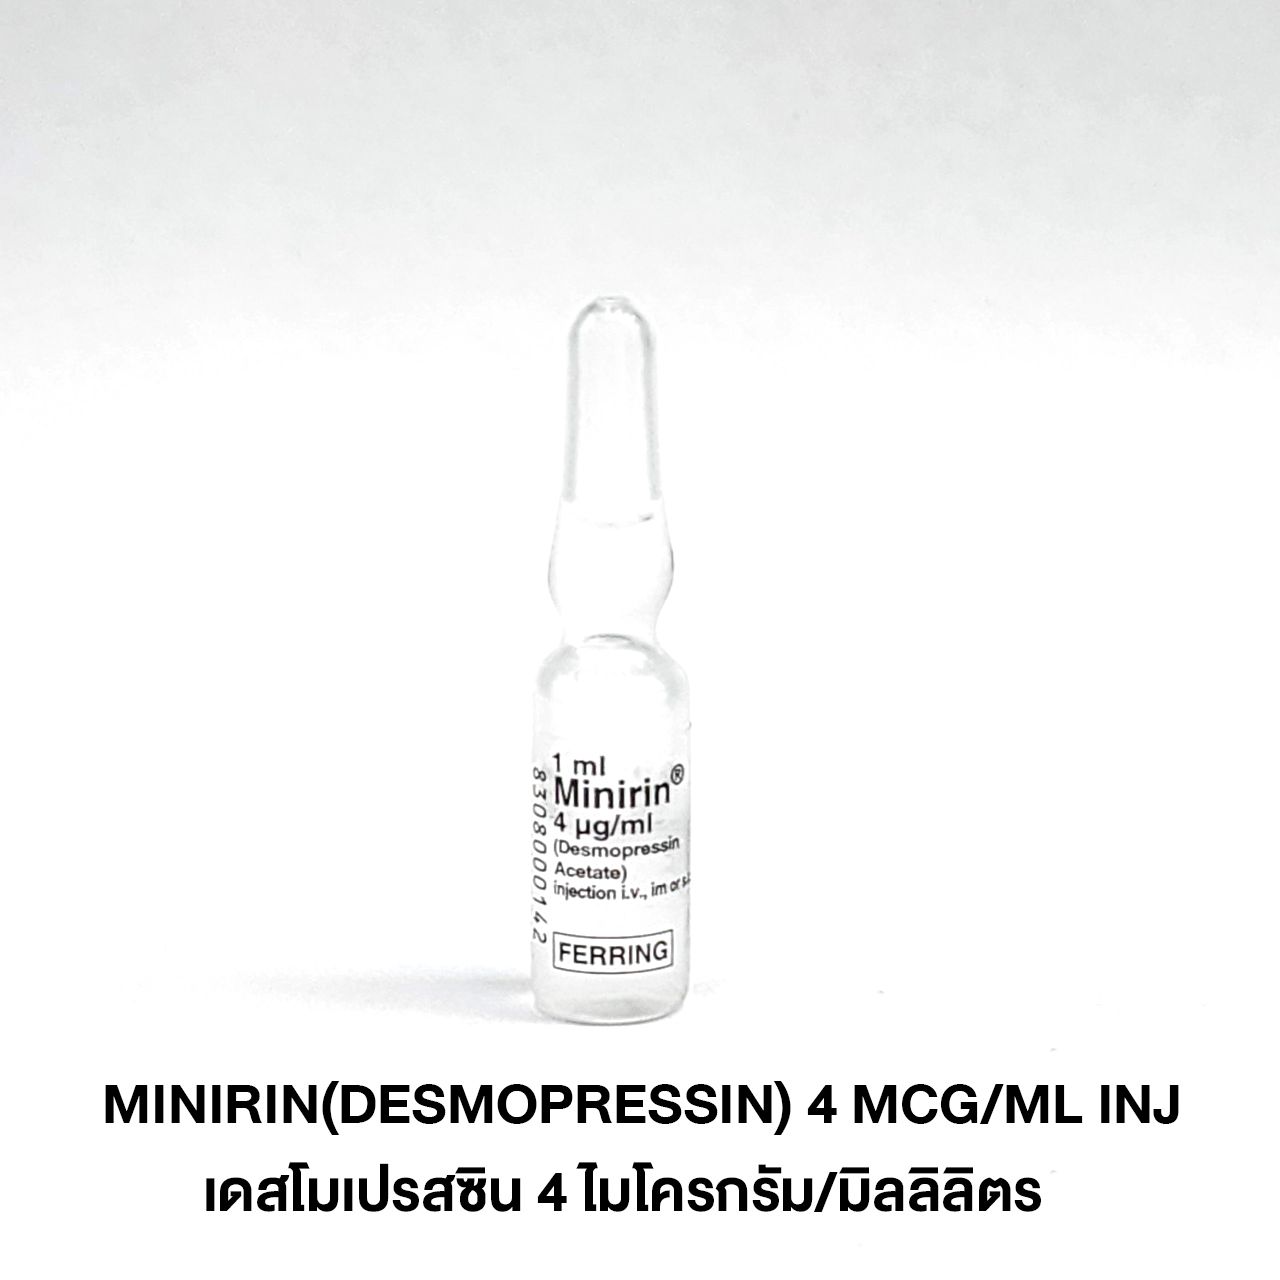 1 ml
Minirin®
4 µg/ml
(Desmopressin
Acetate)
injection i.v., im or s.c
8308000142
FERRING
MINIRIN(DESMOPRESSIN) 4 MCG/ML INJ
เดสโมเปรสซิน 4 ไมโครกรัม/มิลลิลิตร